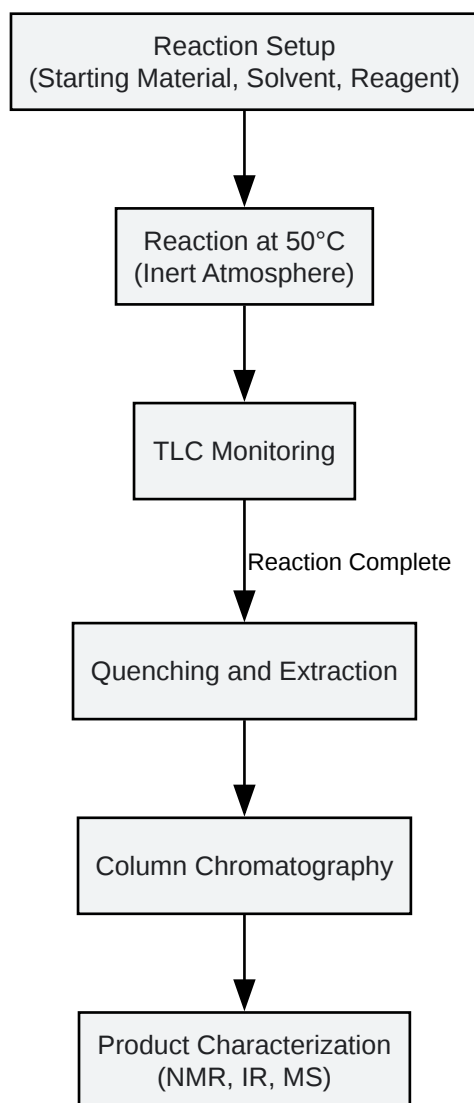 Reaction Setup
(Starting Material, Solvent, Reagent)
Reaction at 50°C
(Inert Atmosphere)
TLC Monitoring
Reaction Complete
Quenching and Extraction
Column Chromatography
Product Characterization
(NMR, IR, MS)